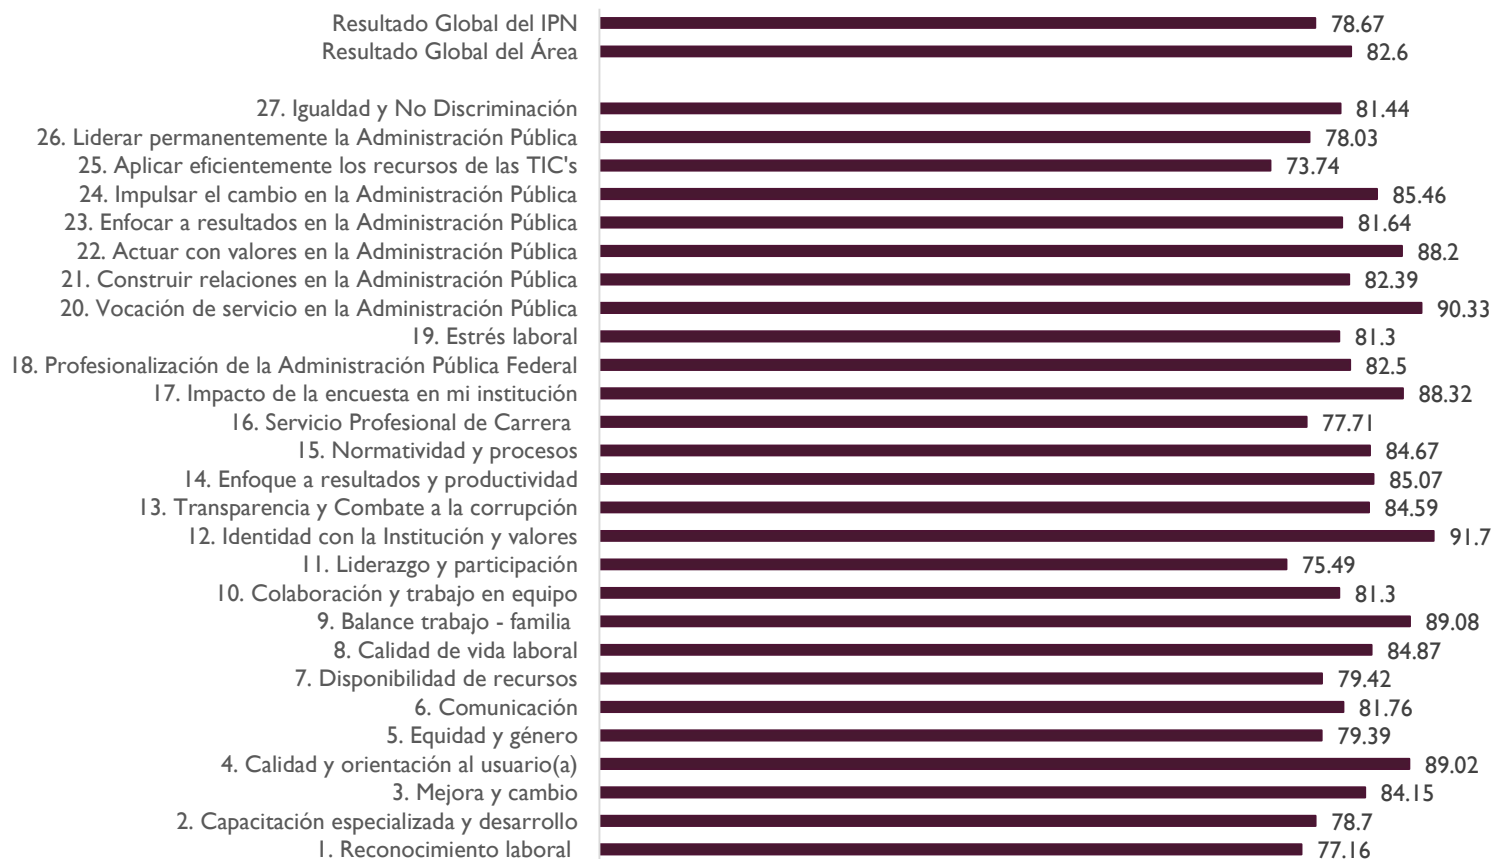 Resultado Global del IPN 78.67
Resultado Global del Área 82.6
27. Igualdad y No Discriminación 81.44
26. Liderar permanentemente la Administración Pública 78.03
25. Aplicar eficientemente los recursos de las TIC's 73.74
24. Impulsar el cambio en la Administración Pública 85.46
23. Enfocar a resultados en la Administración Pública 81.64
22. Actuar con valores en la Administración Pública 88.2
21. Construir relaciones en la Administración Pública 82.39
20. Vocación de servicio en la Administración Pública 90.33
19. Estrés laboral 81.3
18. Profesionalización de la Administración Pública Federal 82.5
17. Impacto de la encuesta en mi institución 88.32
16. Servicio Profesional de Carrera 77.71
15. Normatividad y procesos 84.67
14. Enfoque a resultados y productividad 85.07
13. Transparencia y Combate a la corrupción 84.59
12. Identidad con la Institución y valores 91.7
11. Liderazgo y participación 75.49
10. Colaboración y trabajo en equipo 81.3
9. Balance trabajo - familia 89.08
8. Calidad de vida laboral 84.87
7. Disponibilidad de recursos 79.42
6. Comunicación 81.76
5. Equidad y género 79.39
4. Calidad y orientación al usuario(a) 89.02
3. Mejora y cambio 84.15
2. Capacitación especializada y desarrollo 78.7
1. Reconocimiento laboral 77.16